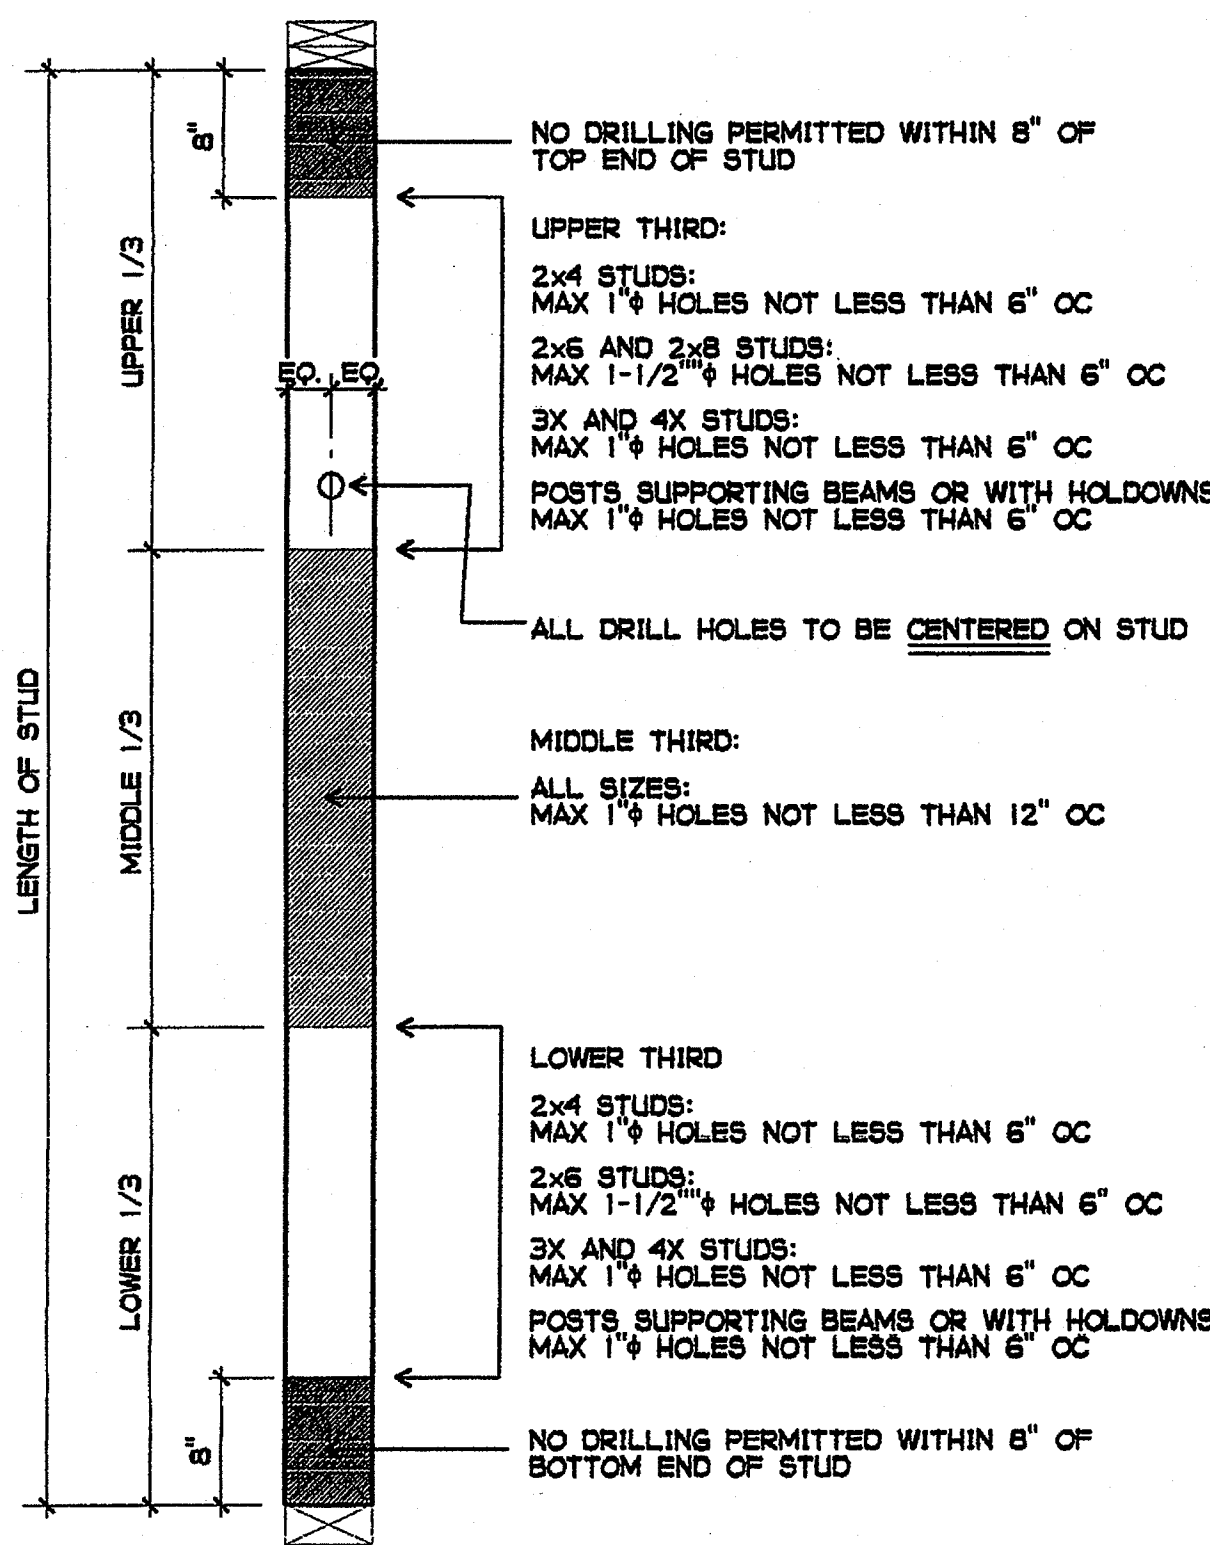 8"
NO DRILLING PERMITTED WITHIN 8" OF
TOP END OF STUD
UPPER 1/3
UPPER THIRD:
2x4 STUDS:
MAX 1"ϕ HOLES NOT LESS THAN 6" OC
2x6 AND 2x8 STUDS:
MAX 1-1/2""ϕ HOLES NOT LESS THAN 6" OC
EQ. EQ.
3X AND 4X STUDS:
MAX 1"ϕ HOLES NOT LESS THAN 6" OC
POSTS SUPPORTING BEAMS OR WITH HOLDOWNS
MAX 1"ϕ HOLES NOT LESS THAN 6" OC
ALL DRILL HOLES TO BE CENTERED ON STUD
LENGTH OF STUD
MIDDLE 1/3
MIDDLE THIRD:
ALL SIZES:
MAX 1"ϕ HOLES NOT LESS THAN 12" OC
LOWER 1/3
LOWER THIRD
2x4 STUDS:
MAX 1"ϕ HOLES NOT LESS THAN 6" OC
2x6 STUDS:
MAX 1-1/2""ϕ HOLES NOT LESS THAN 6" OC
3X AND 4X STUDS:
MAX 1"ϕ HOLES NOT LESS THAN 6" OC
POSTS SUPPORTING BEAMS OR WITH HOLDOWNS
MAX 1"ϕ HOLES NOT LESS THAN 6" OC
8"
NO DRILLING PERMITTED WITHIN 8" OF
BOTTOM END OF STUD